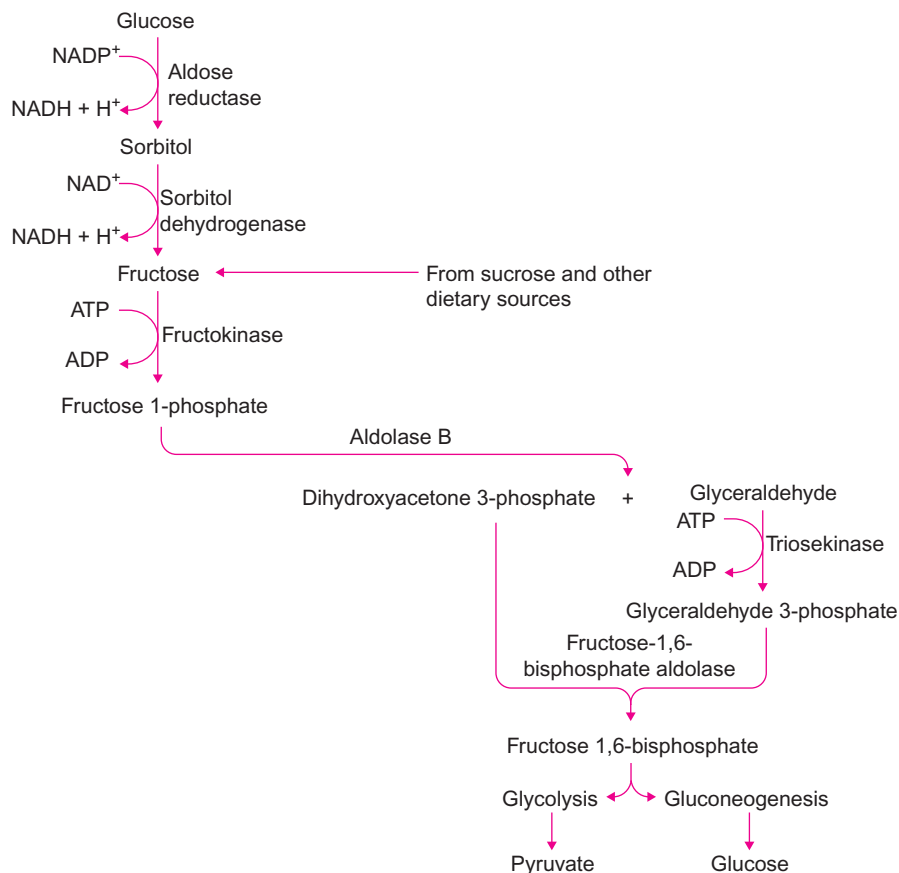 Glucose
NADP+
Aldose
reductase
NADH + H+
Sorbitol
NAD+
Sorbitol
dehydrogenase
NADH + H+
Fructose
From sucrose and other
dietary sources
ATP
Fructokinase
ADP
Fructose 1-phosphate
Aldolase B
Dihydroxyacetone 3-phosphate + Glyceraldehyde
ATP
Triosekinase
ADP
Glyceraldehyde 3-phosphate
Fructose-1,6-
bisphosphate aldolase
Fructose 1,6-bisphosphate
Glycolysis Gluconeogenesis
Pyruvate Glucose